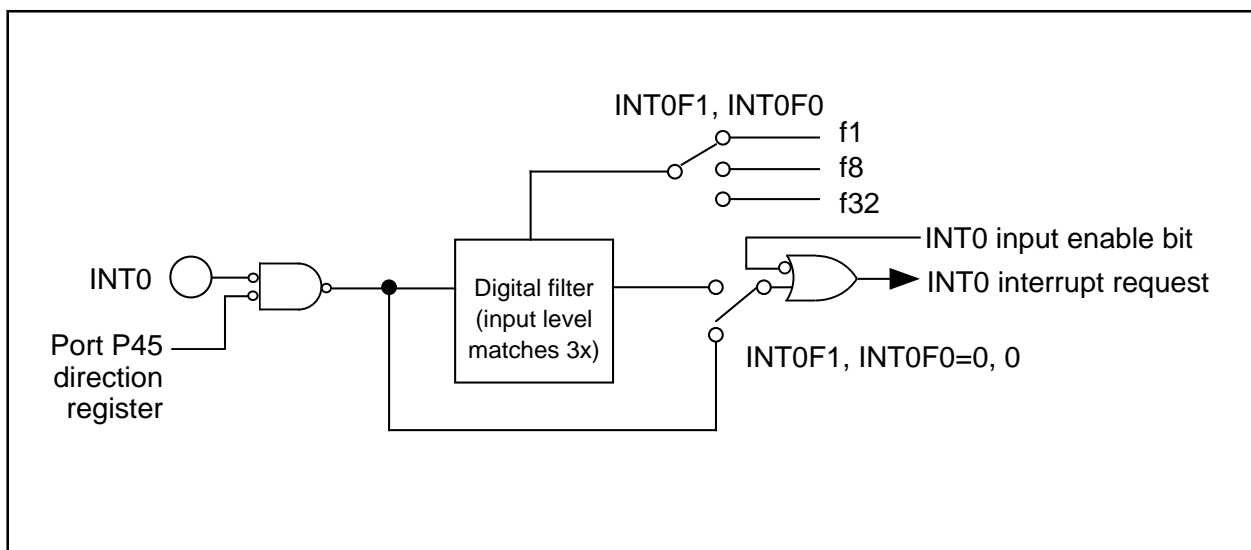 INT0F1, INT0F0
f1
f8
f32
INT0 input enable bit
INT0
INT0 interrupt request
Digital filter
(input level
matches 3x)
Port P45
direction
register
INT0F1, INT0F0=0, 0